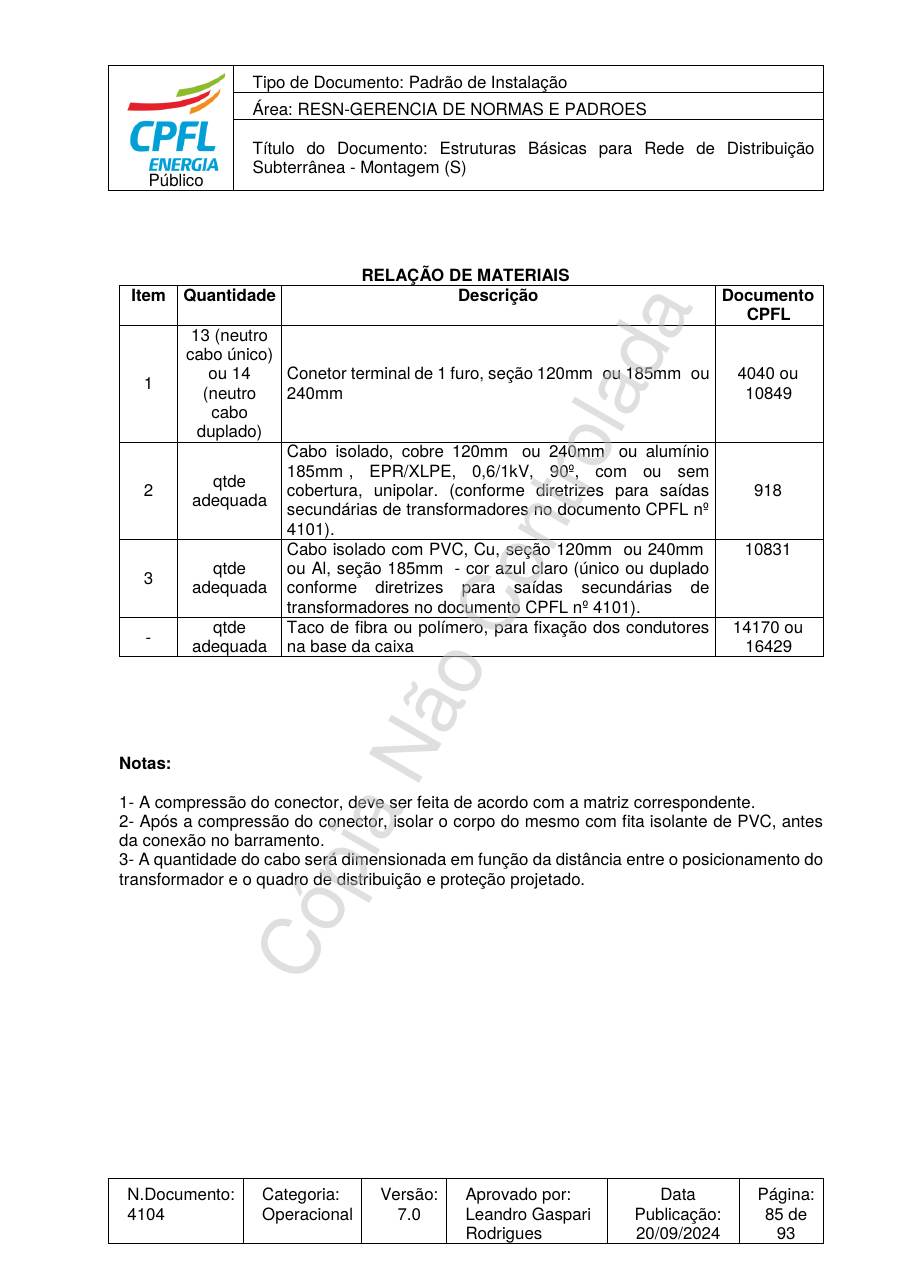 CPFL
ENERGIA
Público
Tipo de Documento: Padrão de Instalação
Área: RESN-GERENCIA DE NORMAS E PADROES
Título do Documento: Estruturas Básicas para Rede de Distribuição
Subterrânea - Montagem (S)
RELAÇÃO DE MATERIAIS
Item Quantidade Descrição Documento
CPFL
1
13 (neutro
cabo único)
ou 14
(neutro
cabo
duplado)
Conetor terminal de 1 furo, seção 120mm ou 185mm ou
240mm
4040 ou
10849
2
qtde
adequada
Cabo isolado, cobre 120mm ou 240mm ou alumínio
185mm , EPR/XLPE, 0,6/1kV, 90º, com ou sem
cobertura, unipolar. (conforme diretrizes para saídas
secundárias de transformadores no documento CPFL nº
4101).
918
3
qtde
adequada
Cabo isolado com PVC, Cu, seção 120mm ou 240mm
ou Al, seção 185mm - cor azul claro (único ou duplado
conforme diretrizes para saídas secundárias de
transformadores no documento CPFL nº 4101).
10831
-
qtde
adequada
Taco de fibra ou polímero, para fixação dos condutores
na base da caixa
14170 ou
16429
Notas:
1- A compressão do conector, deve ser feita de acordo com a matriz correspondente.
2- Após a compressão do conector, isolar o corpo do mesmo com fita isolante de PVC, antes
da conexão no barramento.
3- A quantidade do cabo será dimensionada em função da distância entre o posicionamento do
transformador e o quadro de distribuição e proteção projetado.
Cópia Não Controlada
N.Documento:
4104
Categoria:
Operacional
Versão:
7.0
Aprovado por:
Leandro Gaspari
Rodrigues
Data
Publicação:
20/09/2024
Página:
85 de
93